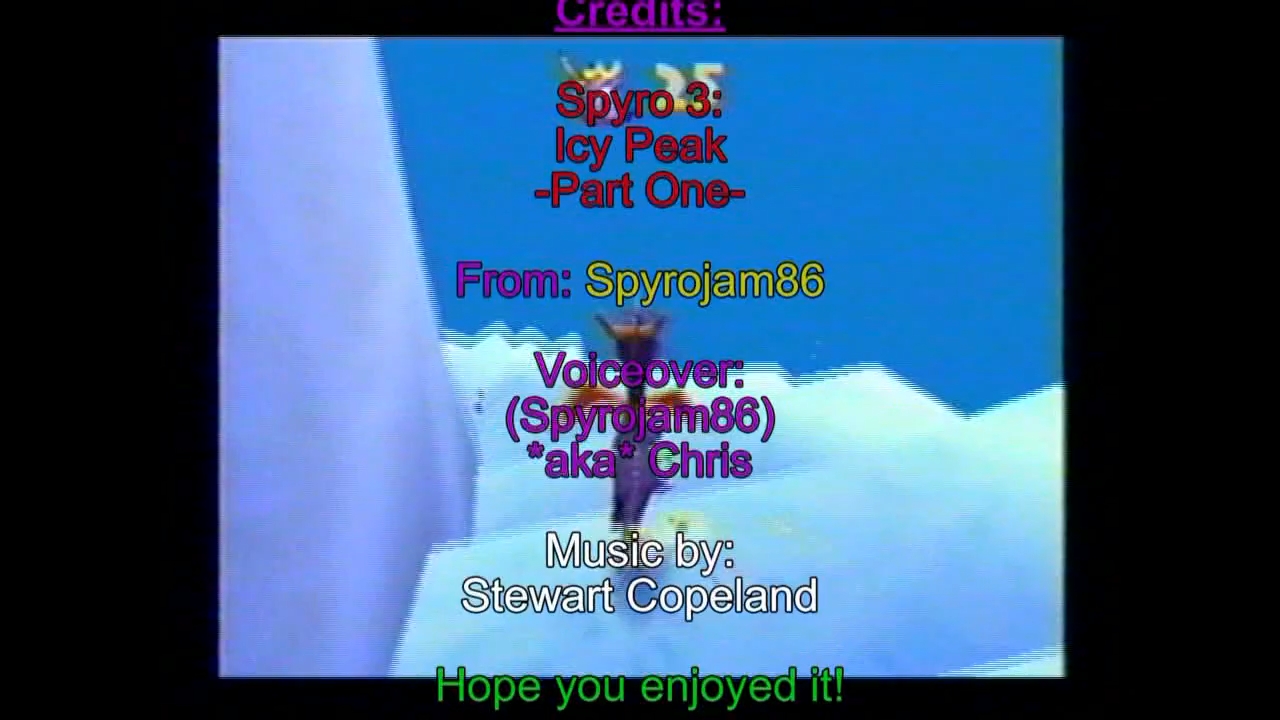 Credits:
25
Spyro 3:
Icy Peak
-Part One-
From: Spyrojam86
Voiceover:
(Spyrojam86)
*aka* Chris
Music by:
Stewart Copeland
Hope you enjoyed it!